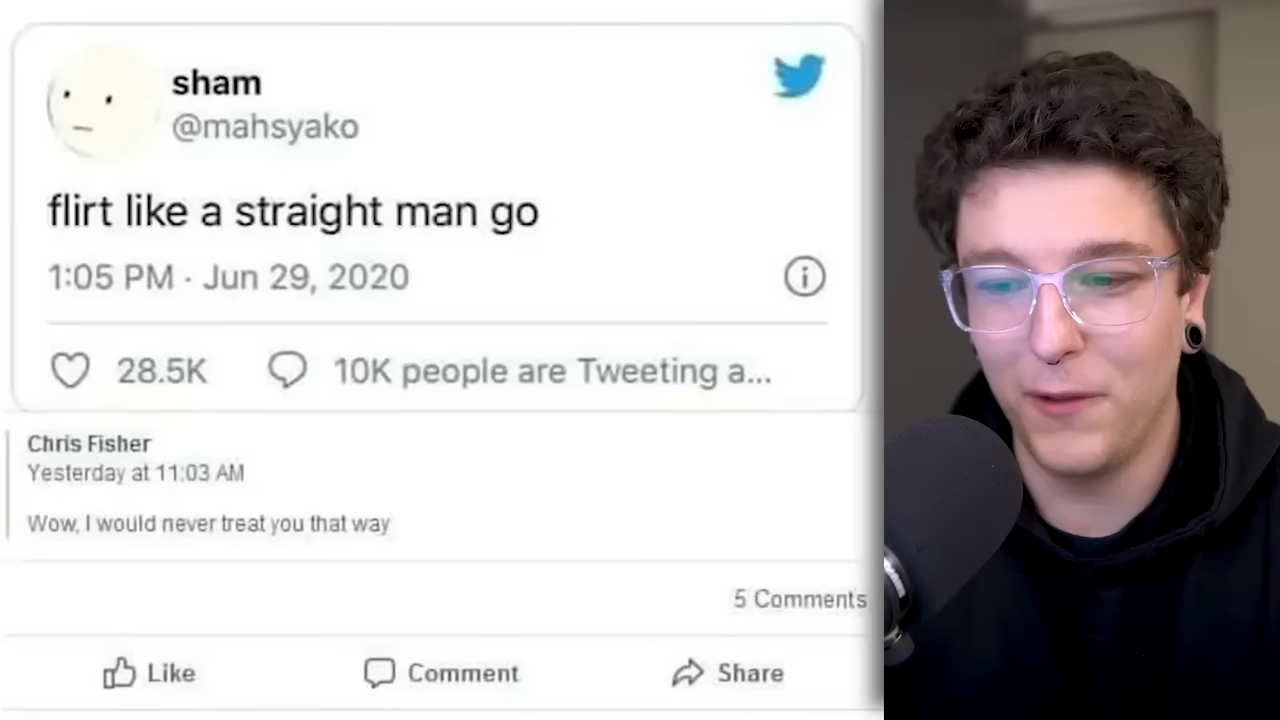 sham
@mahsyako
flirt like a straight man go
1:05 PM · Jun 29, 2020
28.5K 10K people are Tweeting a...
Chris Fisher
Yesterday at 11:03 AM
Wow, I would never treat you that way
5 Comments
Like Comment Share